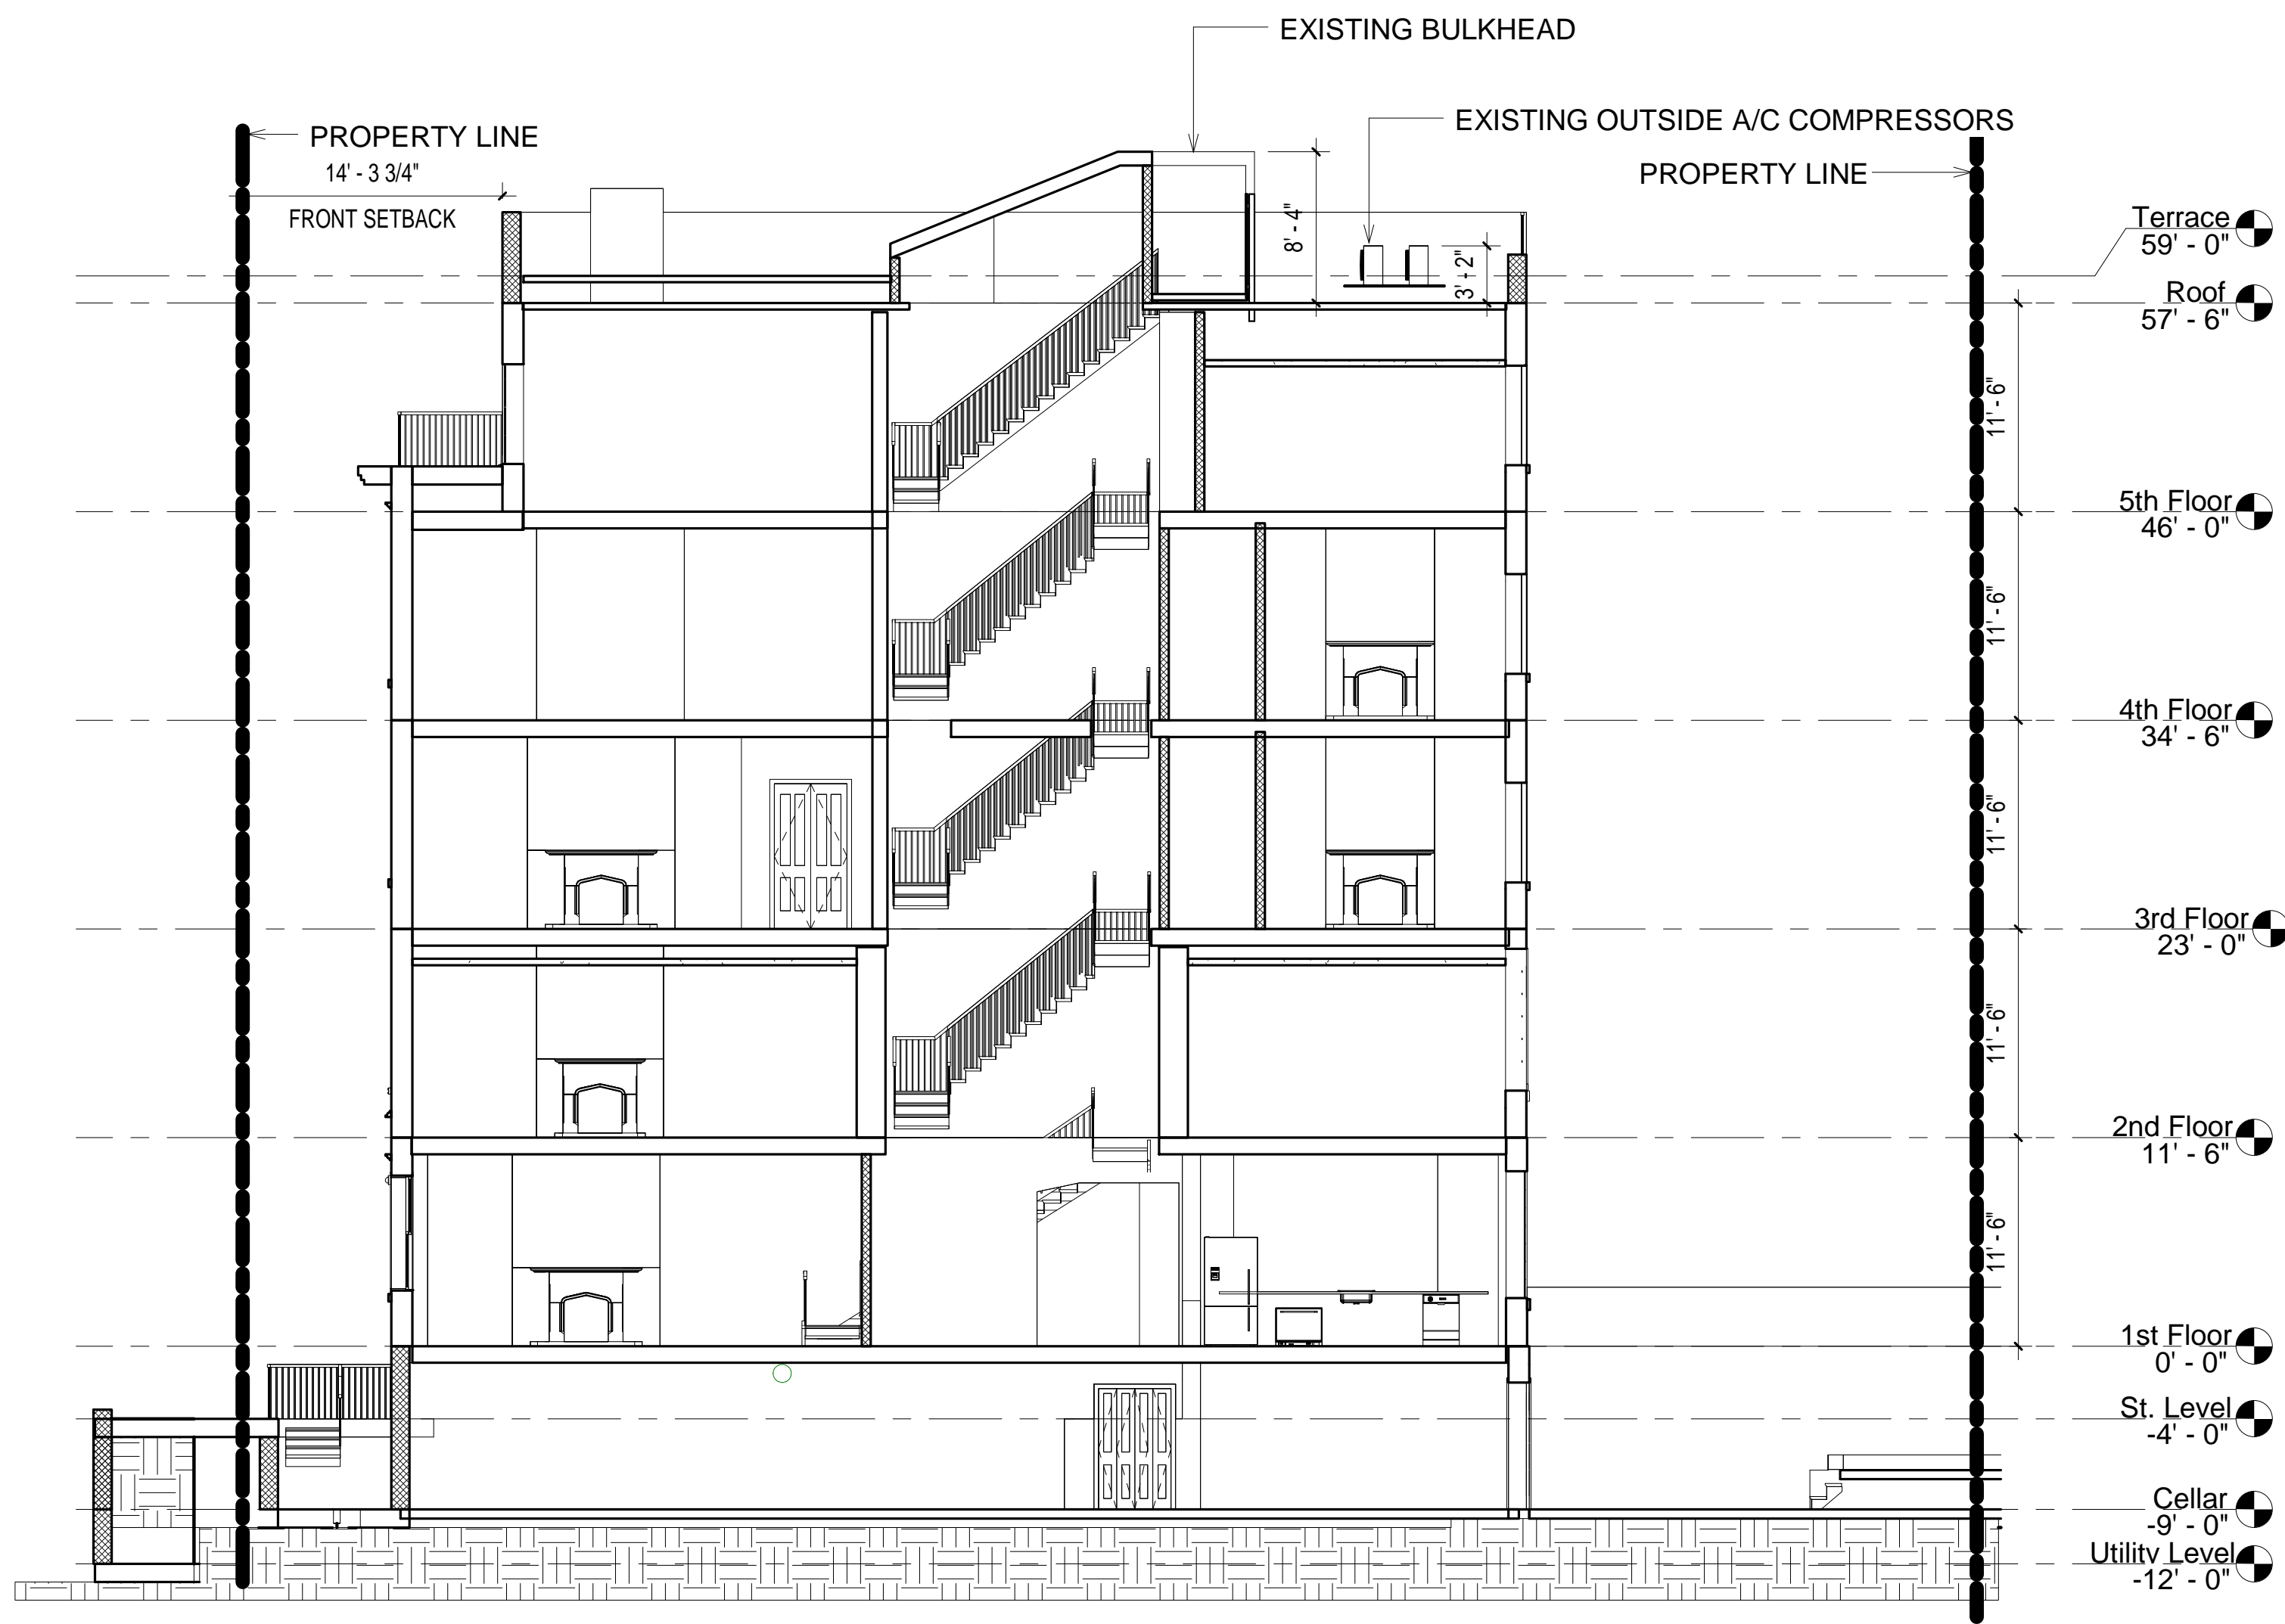 EXISTING BULKHEAD
EXISTING OUTSIDE A/C COMPRESSORS
PROPERTY LINE
14' - 3 3/4"
FRONT SETBACK
PROPERTY LINE
8' - 4"
3' - 2"
Terrace
59' - 0"
Roof
57' - 6"
11' - 6"
5th Floor
46' - 0"
11' - 6"
4th Floor
34' - 6"
11' - 6"
3rd Floor
23' - 0"
11' - 6"
2nd Floor
11' - 6"
11' - 6"
1st Floor
0' - 0"
St. Level
-4' - 0"
Cellar
-9' - 0"
Utility Level
-12' - 0"